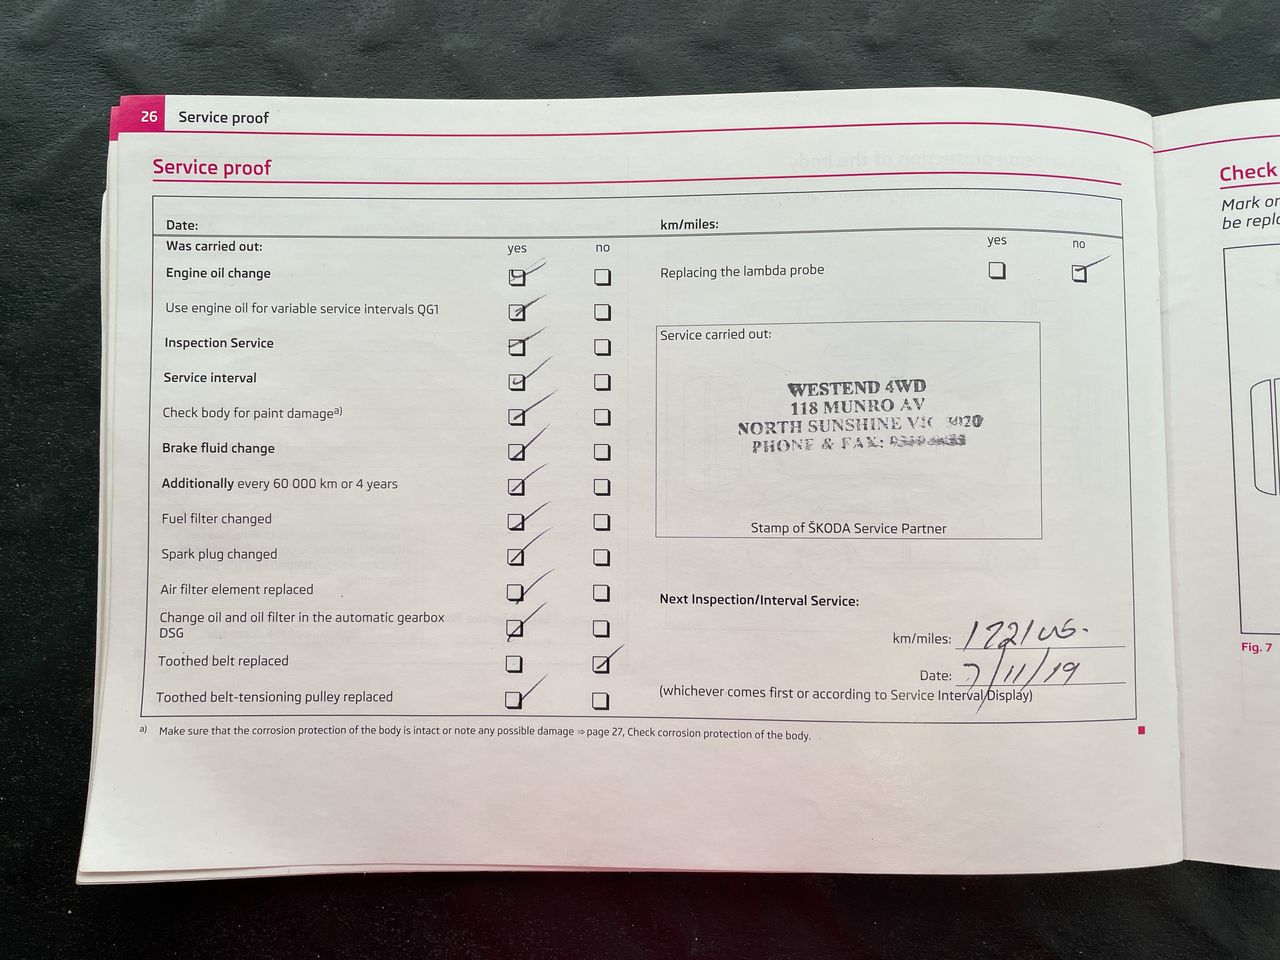 26 Service proof
Service proof
Date: km/miles:
Was carried out: yes no yes no
Engine oil change Replacing the lambda probe
Use engine oil for variable service intervals QG1
Inspection Service
Service interval
Check body for paint damageᵃ⁾
Brake fluid change
Additionally every 60 000 km or 4 years
Fuel filter changed
Spark plug changed
Air filter element replaced
Change oil and oil filter in the automatic gearbox
DSG
Toothed belt replaced
Toothed belt-tensioning pulley replaced
Service carried out:
WESTEND 4WD
118 MUNRO AV
NORTH SUNSHINE VIC 3020
PHONE & FAX:
Stamp of ŠKODA Service Partner
Next Inspection/Interval Service:
km/miles:
Date: 7/11/19
(whichever comes first or according to Service Interval Display)
a) Make sure that the corrosion protection of the body is intact or note any possible damage ⇒ page 27, Check corrosion protection of the body.
Check
Mark or
be repl
Fig. 7